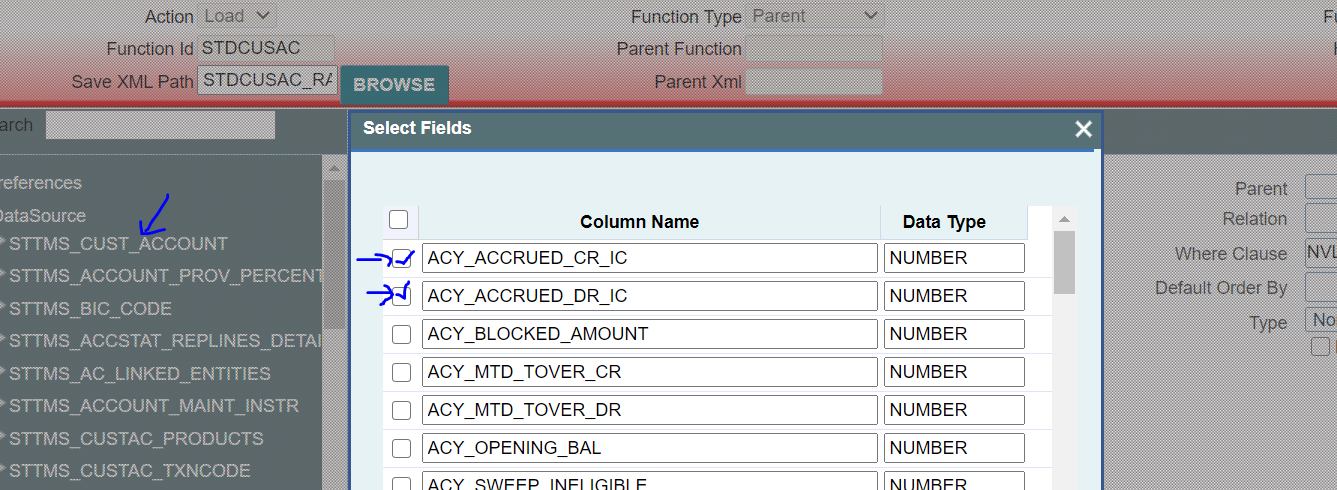 Action Load Function Type Parent Fu
Function Id STDCUSAC Parent Function
Save XML Path STDCUSAC_RA BROWSE Parent Xml
arch
Select Fields
references
DataSource
STTMS_CUST_ACCOUNT
STTMS_ACCOUNT_PROV_PERCENT
STTMS_BIC_CODE
STTMS_ACCSTAT_REPLINES_DETAI
STTMS_AC_LINKED_ENTITIES
STTMS_ACCOUNT_MAINT_INSTR
STTMS_CUSTAC_PRODUCTS
STTMS_CUSTAC_TXNCODE
Column Name Data Type
ACY_ACCRUED_CR_IC NUMBER
ACY_ACCRUED_DR_IC NUMBER
ACY_BLOCKED_AMOUNT NUMBER
ACY_MTD_TOVER_CR NUMBER
ACY_MTD_TOVER_DR NUMBER
ACY_OPENING_BAL NUMBER
ACY_SWEEP_INELIGIBLE NUMBER
Parent
Relation
Where Clause NVL
Default Order By
Type No